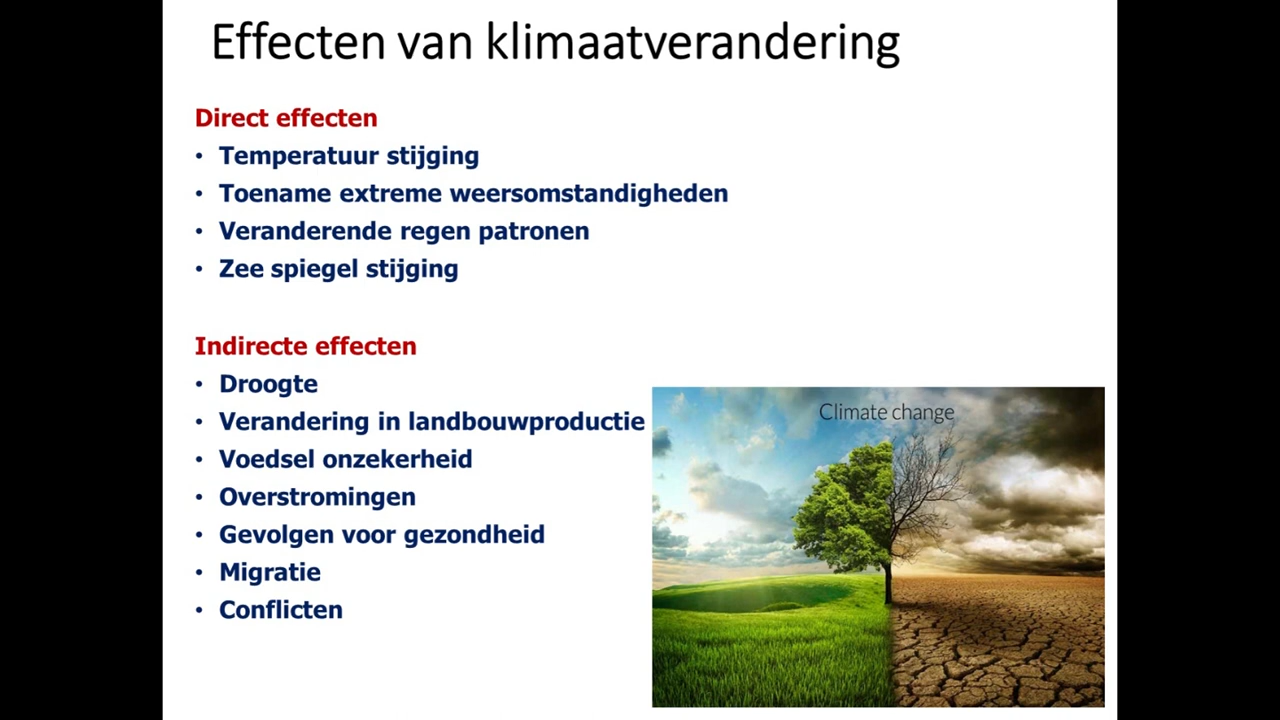 Effecten van klimaatverandering
Direct effecten
• Temperatuur stijging
• Toename extreme weersomstandigheden
• Veranderende regen patronen
• Zee spiegel stijging
Indirecte effecten
• Droogte
• Verandering in landbouwproductie
• Voedsel onzekerheid
• Overstromingen
• Gevolgen voor gezondheid
• Migratie
• Conflicten
Climate change